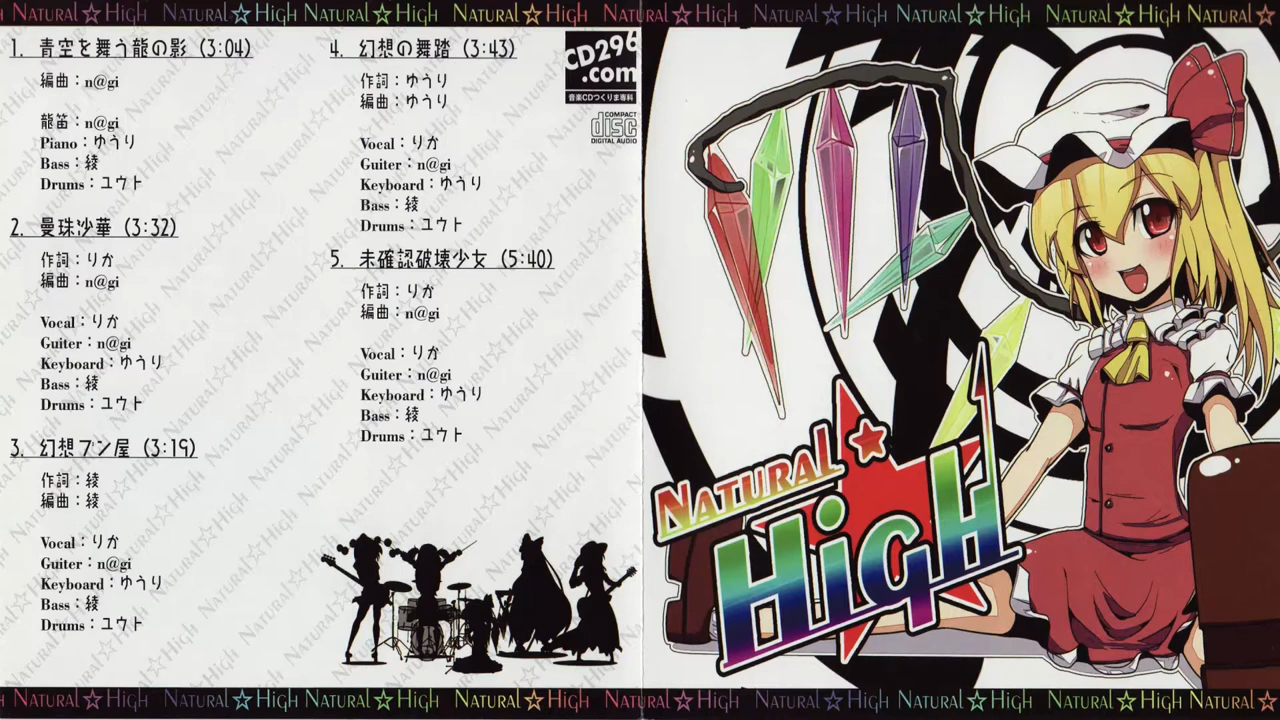 NATURAL☆HIGH NATURAL☆HIGH NATURAL☆HIGH NATURAL☆HIGH NATURAL☆HIGH NATURAL☆HIGH NATURAL☆HIGH NATURAL☆
1. 青空を舞う龍の影 (3:04)
編曲：n@gi
龍笛：n@gi
Piano：ゆうり
Bass：綾
Drums：ユウト
2. 曼珠沙華 (3:32)
作詞：りか
編曲：n@gi
Vocal：りか
Guiter：n@gi
Keyboard：ゆうり
Bass：綾
Drums：ユウト
3. 幻想ブン屋 (3:19)
作詞：綾
編曲：綾
Vocal：りか
Guiter：n@gi
Keyboard：ゆうり
Bass：綾
Drums：ユウト
4. 幻想の舞踏 (3:43)
作詞：ゆうり
編曲：ゆうり
Vocal：りか
Guiter：n@gi
Keyboard：ゆうり
Bass：綾
Drums：ユウト
5. 未確認破壊少女 (5:40)
作詞：りか
編曲：n@gi
Vocal：りか
Guiter：n@gi
Keyboard：ゆうり
Bass：綾
Drums：ユウト
CD296
.com
音楽CDつくりま専科
COMPACT
disc
DIGITAL AUDIO
NATURAL★
HIGH
NATURAL☆HIGH NATURAL☆HIGH NATURAL☆HIGH NATURAL☆HIGH NATURAL☆HIGH NATURAL☆HIGH NATURAL☆HIGH NATURAL☆